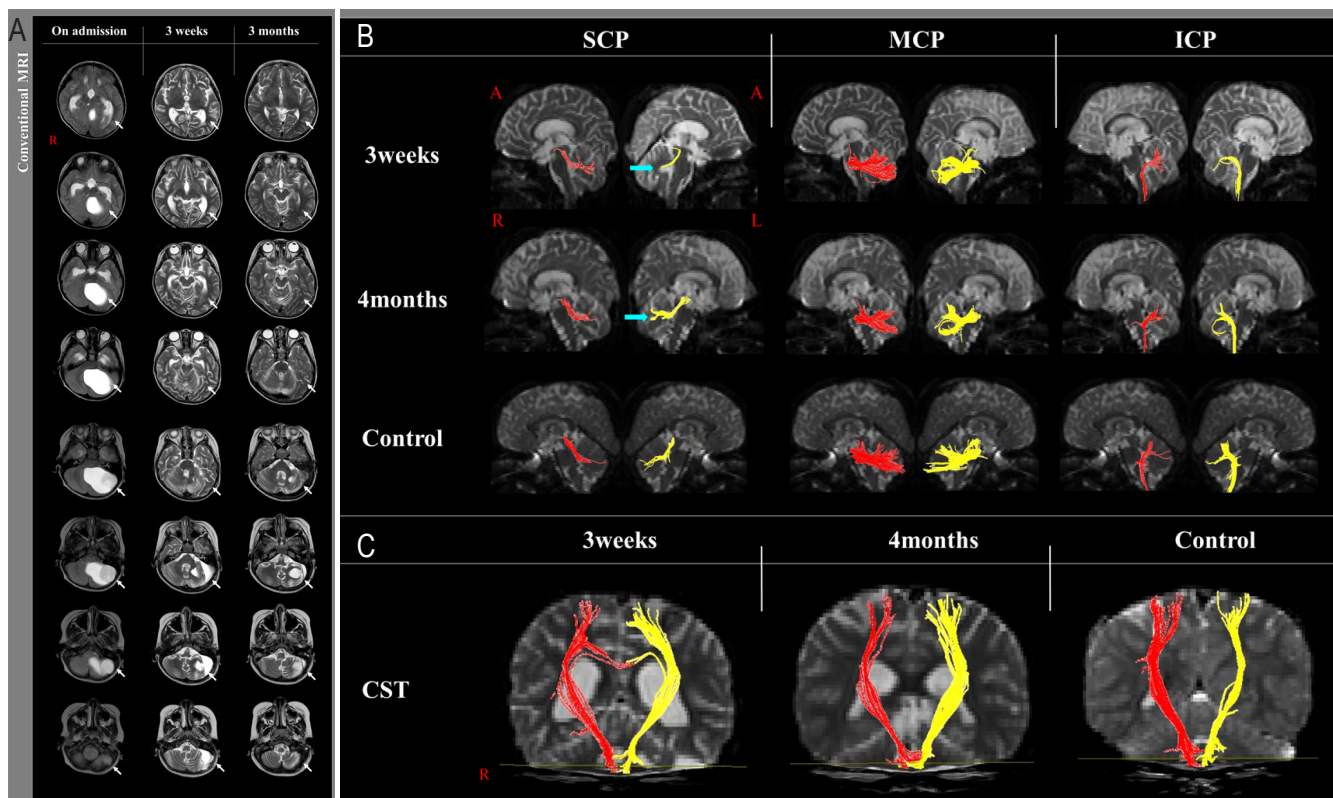 A
Conventional MRI
On admission
3 weeks
3 months
R
B
SCP
MCP
ICP
A
A
3weeks
R
L
4months
Control
C
3weeks
4months
Control
CST
R